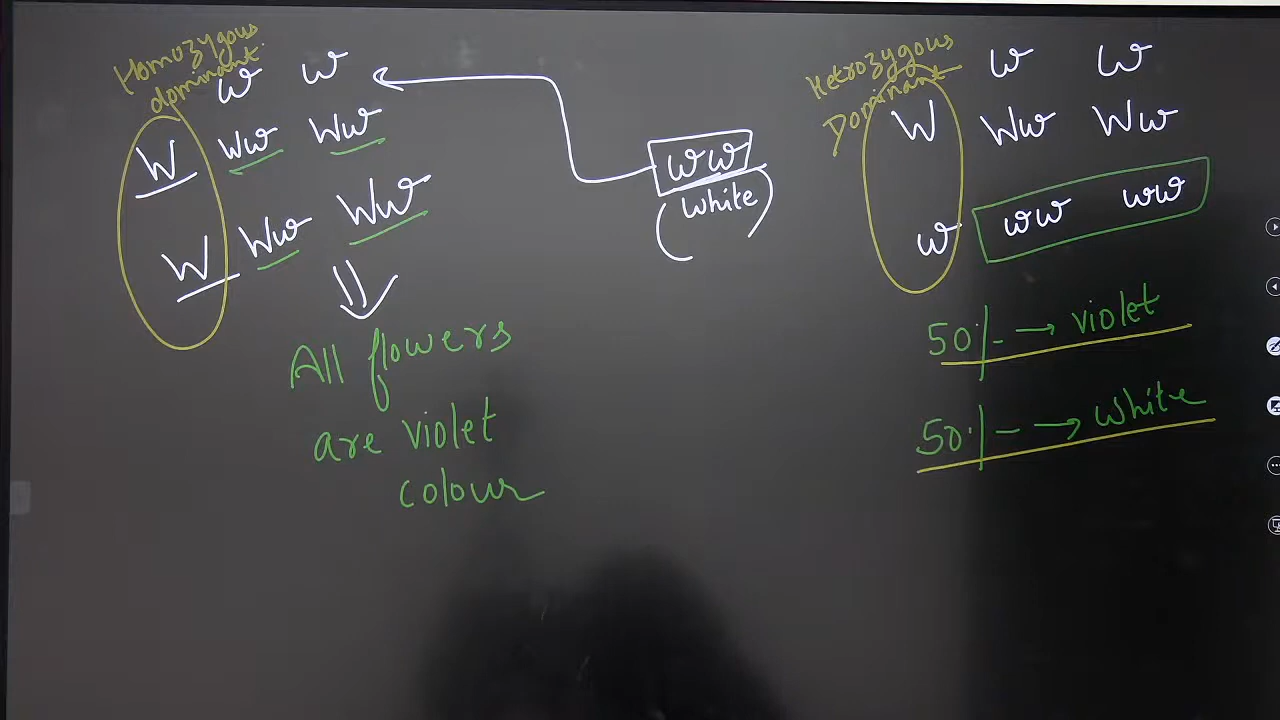 Homozygous
dominant
w w
W Ww Ww
W Ww Ww
All flowers
are violet
colour
ww
(white)
Hetrozygous
Dominant
w w
W Ww Ww
w ww ww
50% → violet
50% → white